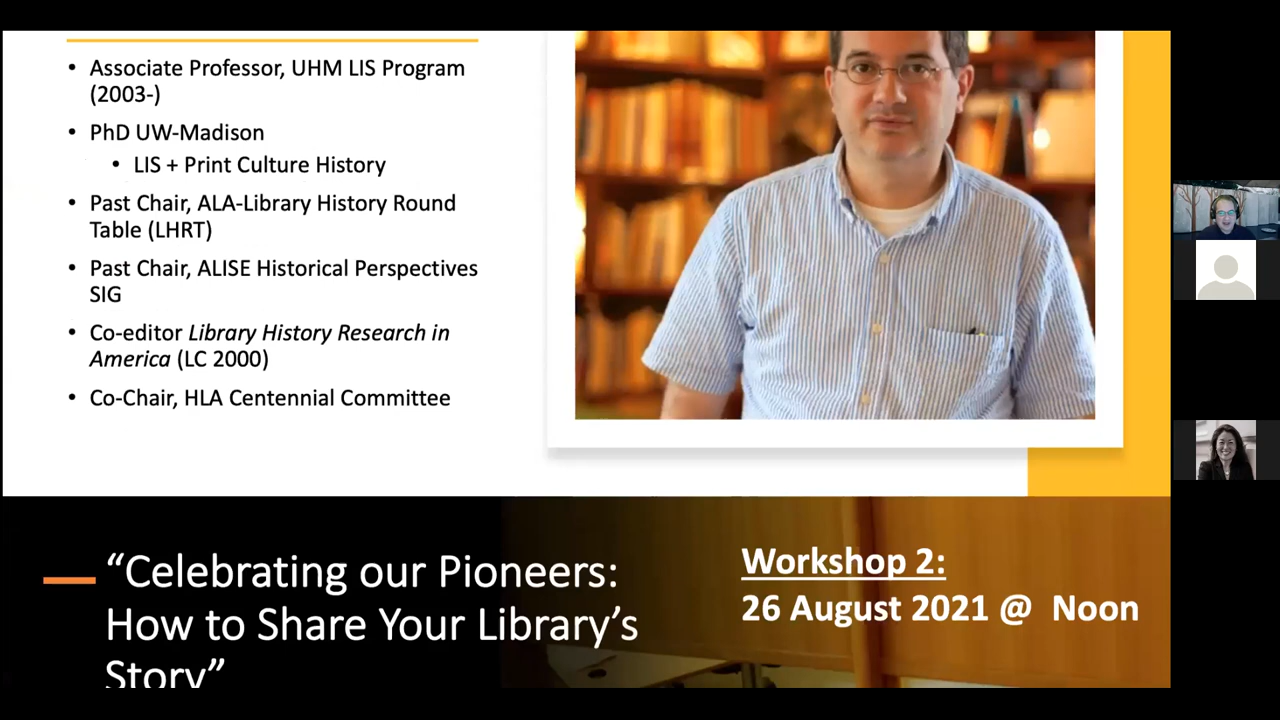 • Associate Professor, UHM LIS Program
(2003-)
• PhD UW-Madison
• LIS + Print Culture History
• Past Chair, ALA-Library History Round
Table (LHRT)
• Past Chair, ALISE Historical Perspectives
SIG
• Co-editor Library History Research in
America (LC 2000)
• Co-Chair, HLA Centennial Committee
“Celebrating our Pioneers:
How to Share Your Library’s
Story”
Workshop 2:
26 August 2021 @ Noon